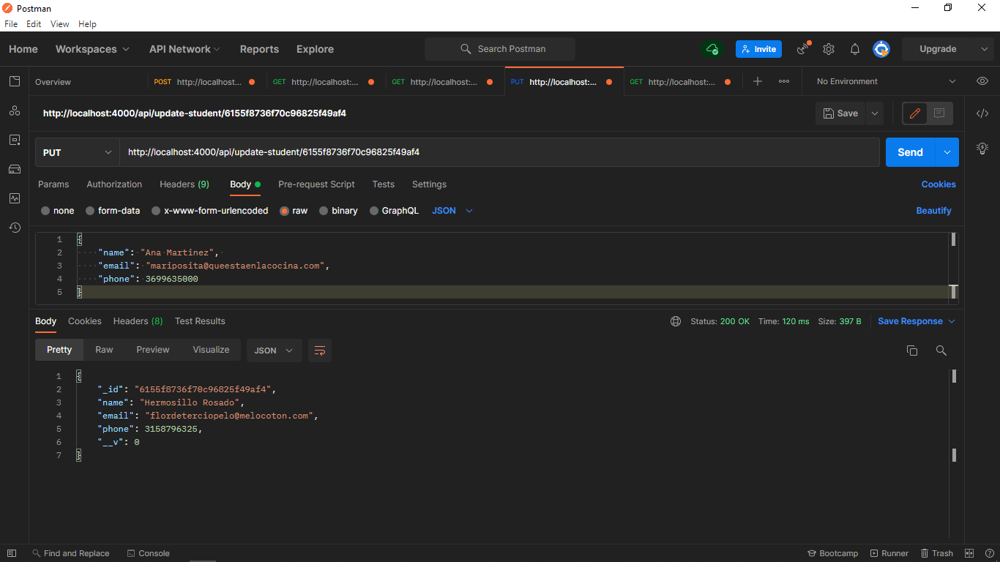 Postman
File Edit View Help
Home Workspaces API Network Reports Explore Search Postman Invite Upgrade
Overview POST http://localhost:... GET http://localhost:... GET http://localhost:... PUT http://localhost:... GET http://localhost:... No Environment
http://localhost:4000/api/update-student/6155f8736f70c96825f49af4 Save
PUT http://localhost:4000/api/update-student/6155f8736f70c96825f49af4 Send
Params Authorization Headers (9) Body Pre-request Script Tests Settings Cookies
none form-data x-www-form-urlencoded raw binary GraphQL JSON Beautify
1 {
2 "name": "Ana Martinez",
3 "email": "mariposita@queestaenlacocina.com",
4 "phone": 3699635000
5 }
Body Cookies Headers (8) Test Results Status: 200 OK Time: 120 ms Size: 397 B Save Response
Pretty Raw Preview Visualize JSON
1 {
2 "_id": "6155f8736f70c96825f49af4",
3 "name": "Hermosillo Rosado",
4 "email": "flordeterciopelo@melocoton.com",
5 "phone": 3158796325,
6 "__v": 0
7 }
Find and Replace Console Bootcamp Runner Trash